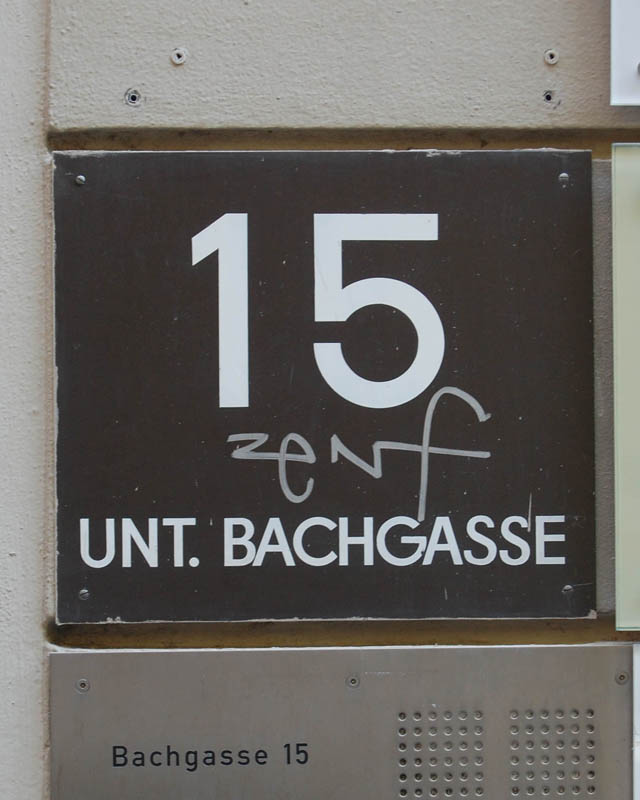 15
zenf
UNT. BACHGASSE
Bachgasse 15